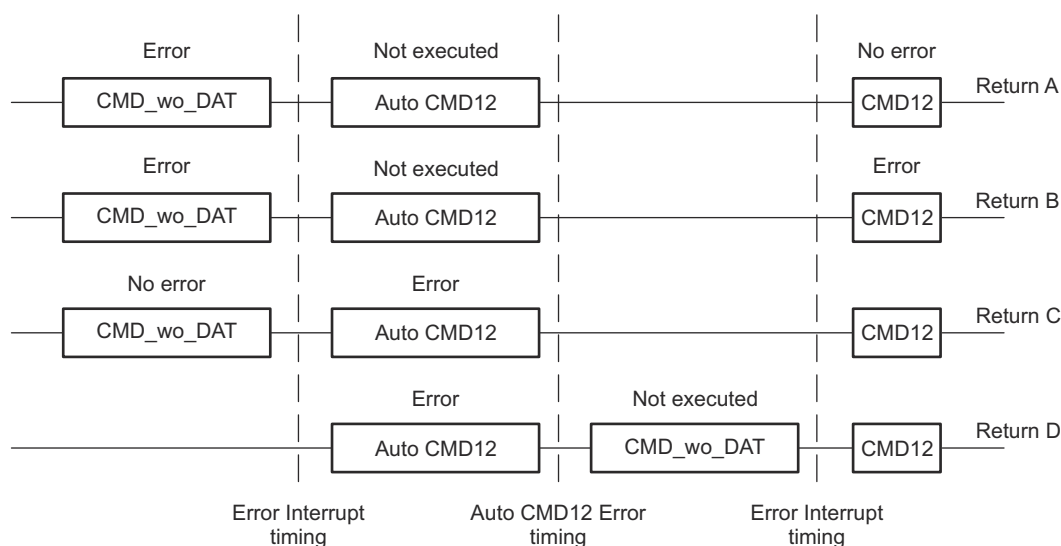 Error
Not executed
No error
CMD_wo_DAT
Auto CMD12
CMD12
Return A
Error
Not executed
Error
CMD_wo_DAT
Auto CMD12
CMD12
Return B
No error
Error
CMD_wo_DAT
Auto CMD12
CMD12
Return C
Error
Not executed
Auto CMD12
CMD_wo_DAT
CMD12
Return D
Error Interrupt
timing
Auto CMD12 Error
timing
Error Interrupt
timing